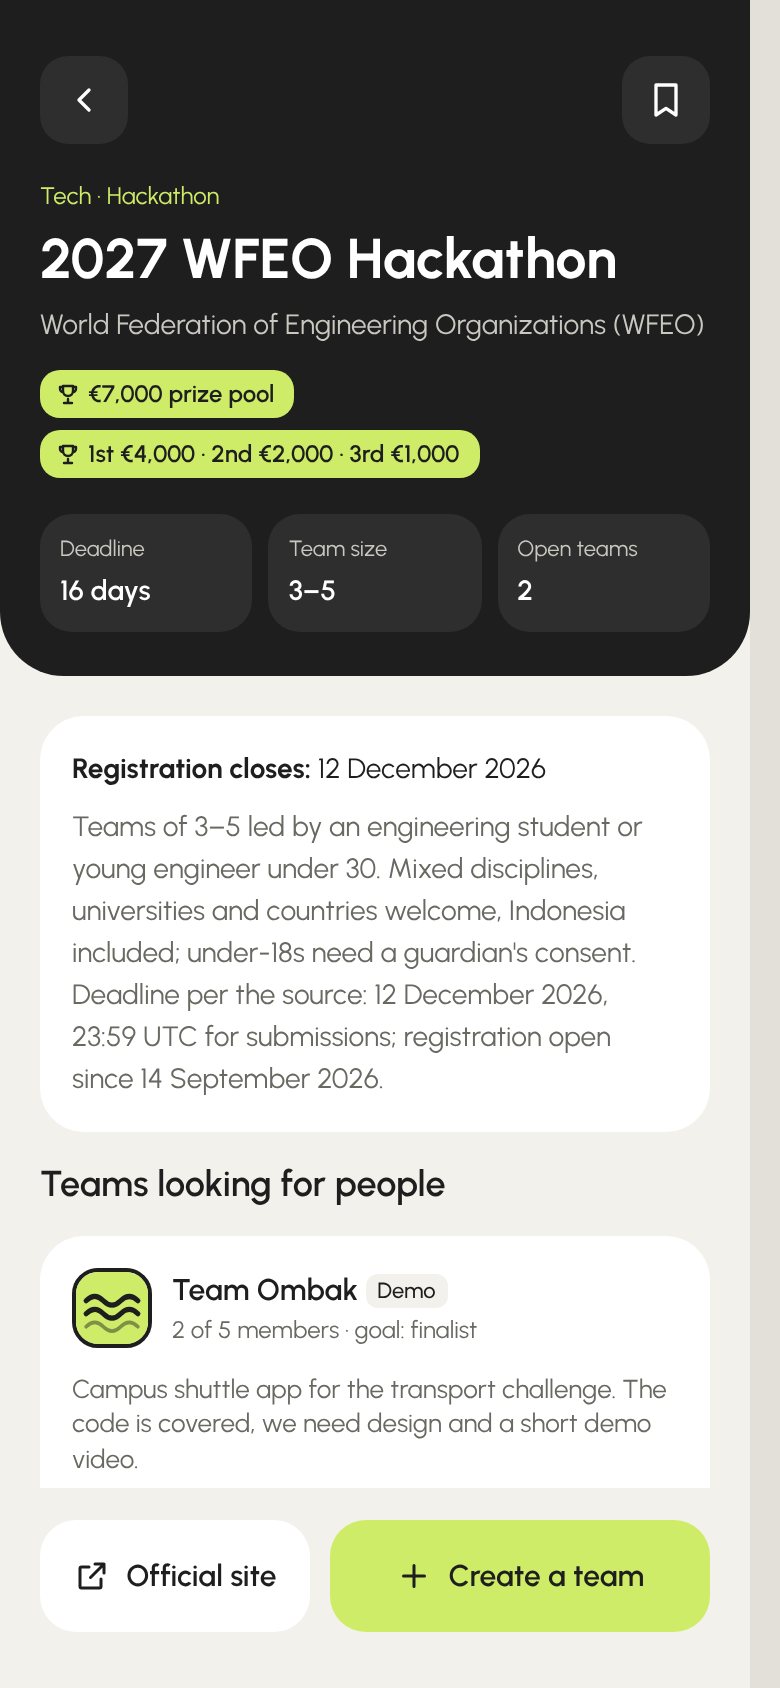 Tech · Hackathon
2027 WFEO Hackathon
World Federation of Engineering Organizations (WFEO)
€7,000 prize pool
1st €4,000 · 2nd €2,000 · 3rd €1,000
Deadline
16 days
Team size
3–5
Open teams
2
Registration closes: 12 December 2026
Teams of 3–5 led by an engineering student or
young engineer under 30. Mixed disciplines,
universities and countries welcome, Indonesia
included; under-18s need a guardian's consent.
Deadline per the source: 12 December 2026,
23:59 UTC for submissions; registration open
since 14 September 2026.
Teams looking for people
Team Ombak Demo
2 of 5 members · goal: finalist
Campus shuttle app for the transport challenge. The
code is covered, we need design and a short demo
video.
Official site
Create a team